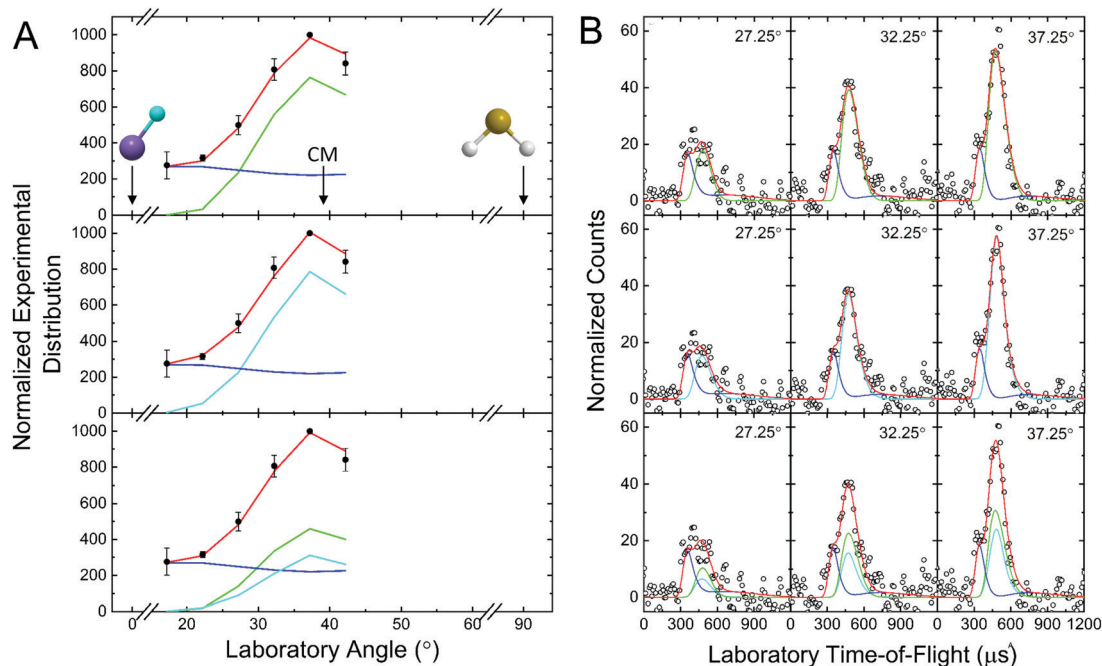 A
1000
800
600
400
200
0
CM
1000
800
600
400
200
0
1000
800
600
400
200
0
0 20 30 40 60 90
Normalized Experimental
Distribution
Laboratory Angle (°)
B
60
40
20
0
27.25° 32.25° 37.25°
60
40
20
0
27.25° 32.25° 37.25°
60
40
20
0
27.25° 32.25° 37.25°
0 300 600 900 0 300 600 900 0 300 600 900 1200
Normalized Counts
Laboratory Time-of-Flight (μs)